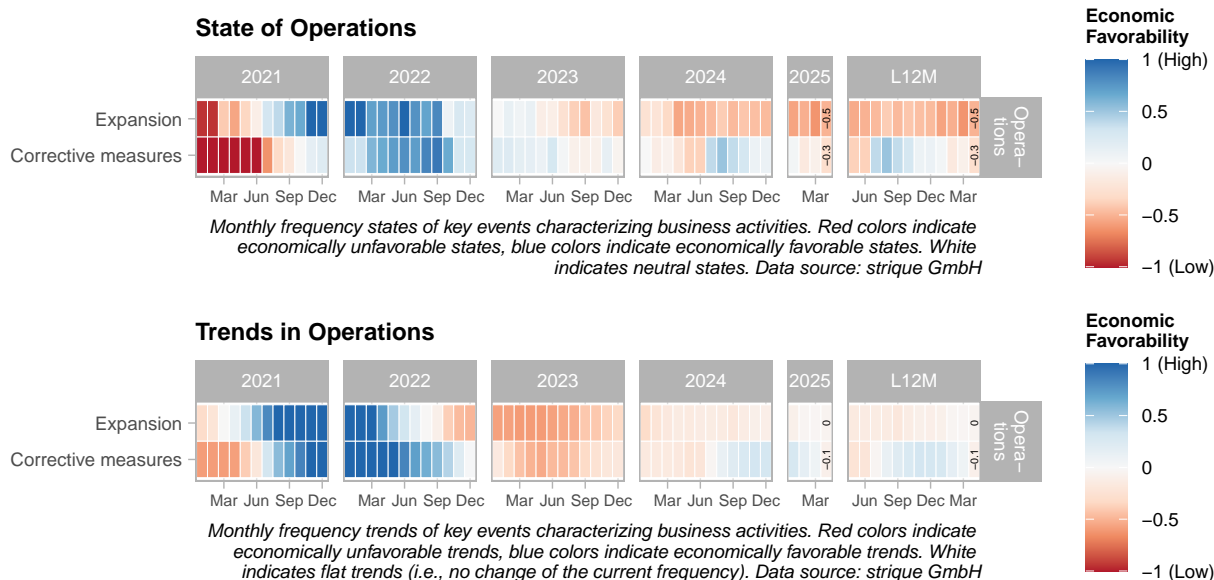 State of Operations
Economic
Favorability
2021 2022 2023 2024 2025 L12M
1 (High)
0.5
0
−0.5
−1 (Low)
Expansion
−0.5 −0.5
Corrective measures
−0.3 −0.3
Opera−
tions
Mar Jun Sep Dec Mar Jun Sep Dec Mar Jun Sep Dec Mar Jun Sep Dec Mar Jun Sep Dec Mar
Monthly frequency states of key events characterizing business activities. Red colors indicate
economically unfavorable states, blue colors indicate economically favorable states. White
indicates neutral states. Data source: strique GmbH
Trends in Operations
Economic
Favorability
2021 2022 2023 2024 2025 L12M
1 (High)
0.5
0
−0.5
−1 (Low)
Expansion
0 0
Corrective measures
−0.1 −0.1
Opera−
tions
Mar Jun Sep Dec Mar Jun Sep Dec Mar Jun Sep Dec Mar Jun Sep Dec Mar Jun Sep Dec Mar
Monthly frequency trends of key events characterizing business activities. Red colors indicate
economically unfavorable trends, blue colors indicate economically favorable trends. White
indicates flat trends (i.e., no change of the current frequency). Data source: strique GmbH